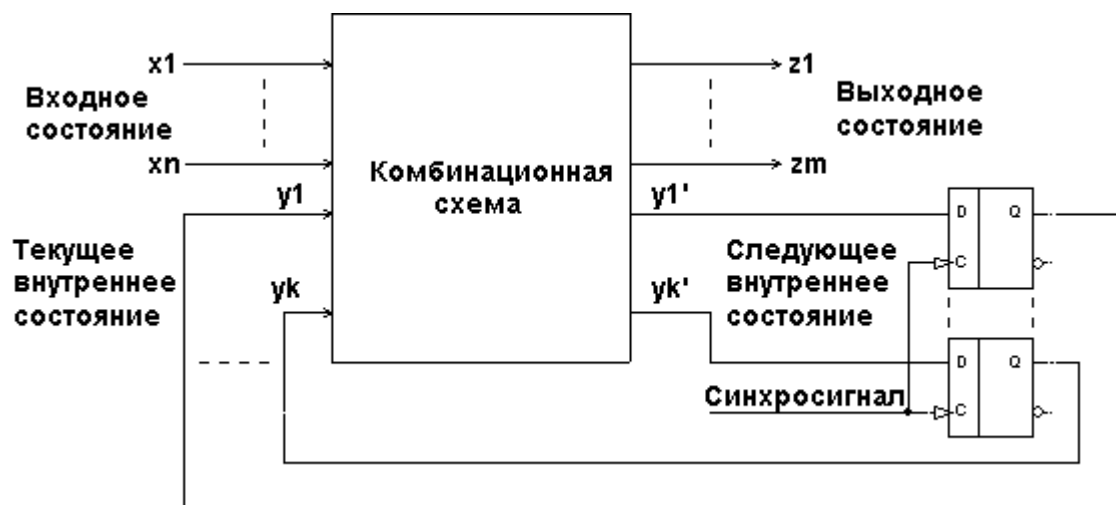 x1
Входное
состояние
xn
y1
Текущее
внутреннее
состояние
yk
Комбинационная
схема
z1
Выходное
состояние
zm
y1'
Следующее
внутреннее
состояние
yk'
Синхросигнал
D Q
C
D Q
C